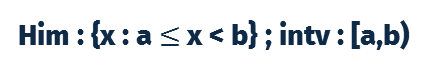 Him : {x : a ≤ x < b} ; intv : [a,b)